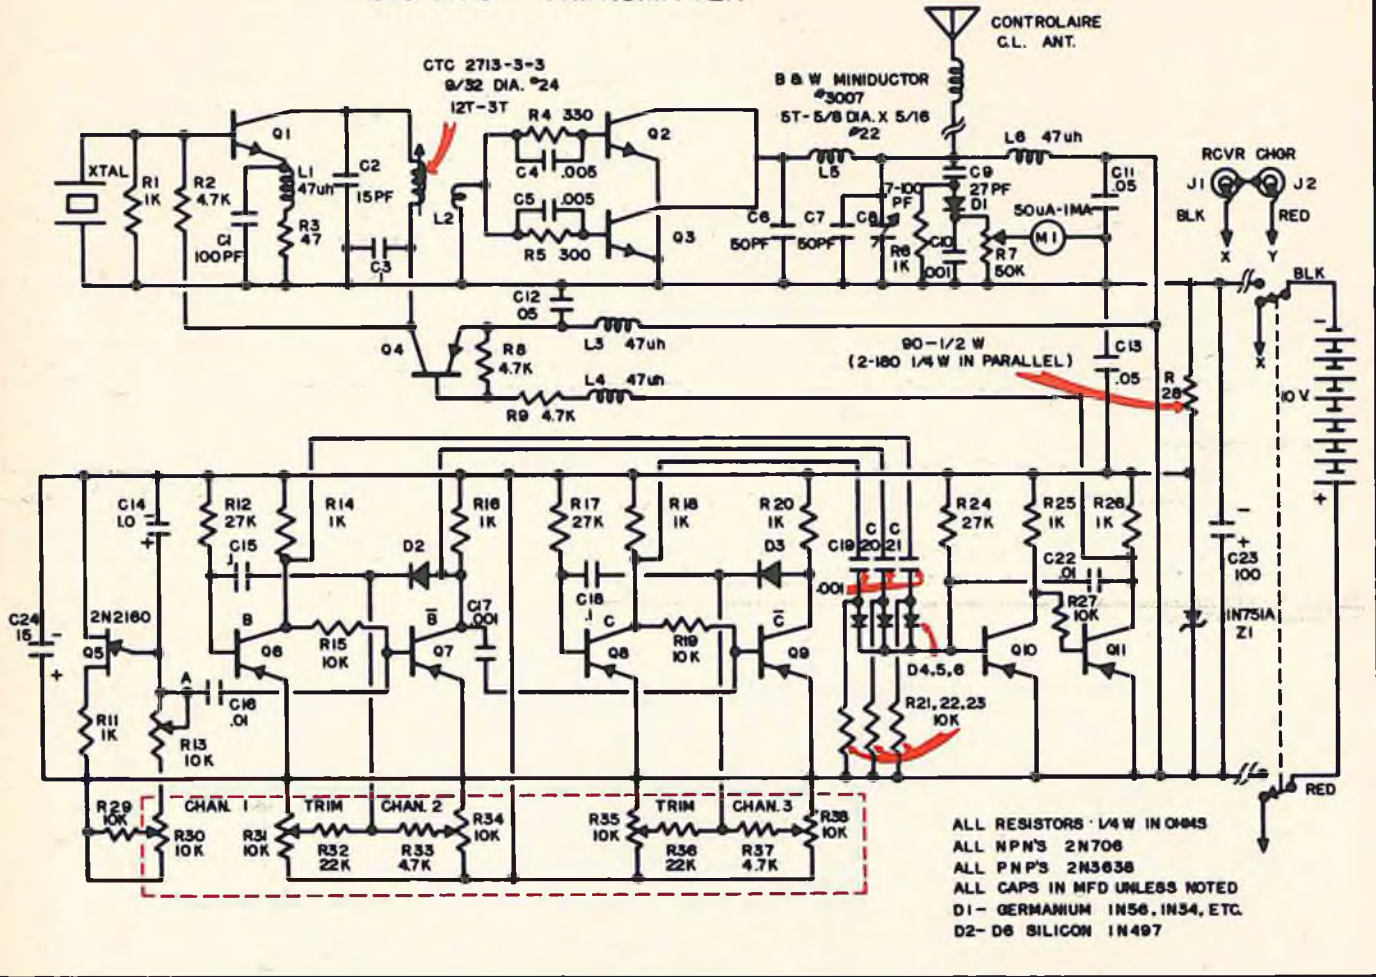 CTC 2713-3-3
9/32 DIA. #24
12T-3T
B & W MINIDUCTOR
#3007
5T-5/8 DIA. X 5/16
#22
CONTROLAIRE
C.L. ANT.
XTAL
R1
1K
R2
4.7K
Q1
L1
47uh
C1
100PF
R3
47
C2
15PF
C3
.1
L2
R4 330
C4 .005
Q2
C5 .005
R5 300
Q3
C6
50PF
L5
C7
50PF
C8
7-100
PF
7
R6
1K
C9
27PF
D1
C10
.001
R7
50K
L6 47uh
50uA-1MA
M1
C11
.05
RCVR CHGR
J1
J2
BLK
RED
X
Y
BLK
C12
.05
Q4
R8
4.7K
L3 47uh
L4 47uh
R9 4.7K
90-1/2 W
(2-180 1/4W IN PARALLEL)
C13
.05
R
28
X
-
10 V.
+
C14
1.0
+
R12
27K
C15
.1
R14
1K
D2
R16
1K
R17
27K
C18
.1
R18
1K
D3
R20
1K
C19 20 21
C C
.001
R24
27K
R25
1K
R26
1K
C22
.01
R27
10K
-
+
C23
100
1N751A
Z1
C24
15
-
+
2N2160
Q5
B
Q6
R15
10K
B̅
Q7
C17
.001
C
Q8
R19
10K
C̅
Q9
D4,5,6
Q10
Q11
A
C16
.01
R11
1K
R13
10K
R21,22,23
10K
RED
R29
10K
CHAN. 1
R30
10K
R31
10K
TRIM
R32
22K
CHAN. 2
R33
4.7K
R34
10K
R35
10K
TRIM
R36
22K
CHAN. 3
R37
4.7K
R38
10K
ALL RESISTORS 1/4 W IN OHMS
ALL NPN'S 2N706
ALL PNP'S 2N3638
ALL CAPS IN MFD UNLESS NOTED
D1- GERMANIUM 1N56, 1N34, ETC.
D2- D6 SILICON 1N497